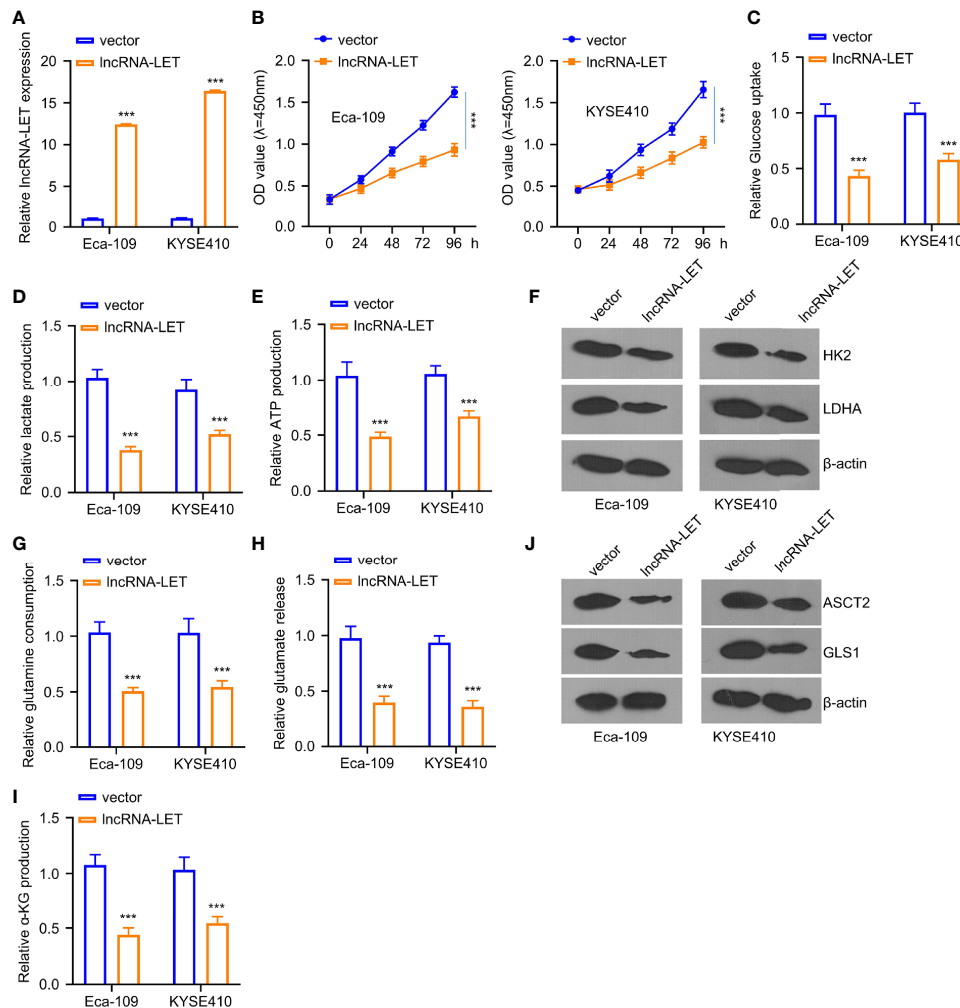 A
vector
lncRNA-LET
Relative lncRNA-LET expression
20
15
10
5
0
***
***
Eca-109
KYSE410
B
vector
lncRNA-LET
OD value (λ=450nm)
2.0
1.5
1.0
0.5
0.0
Eca-109
***
0 24 48 72 96 h
vector
lncRNA-LET
OD value (λ=450nm)
2.0
1.5
1.0
0.5
0.0
KYSE410
***
0 24 48 72 96 h
C
vector
lncRNA-LET
Relative Glucose uptake
1.5
1.0
0.5
0.0
***
***
Eca-109
KYSE410
D
vector
lncRNA-LET
Relative lactate production
1.5
1.0
0.5
0.0
***
***
Eca-109
KYSE410
E
vector
lncRNA-LET
Relative ATP production
1.5
1.0
0.5
0.0
***
***
Eca-109
KYSE410
F
vector
lncRNA-LET
vector
lncRNA-LET
HK2
LDHA
β-actin
Eca-109
KYSE410
G
vector
lncRNA-LET
Relative glutamine consumption
1.5
1.0
0.5
0.0
***
***
Eca-109
KYSE410
H
vector
lncRNA-LET
Relative glutamate release
1.5
1.0
0.5
0.0
***
***
Eca-109
KYSE410
J
vector
lncRNA-LET
vector
lncRNA-LET
ASCT2
GLS1
β-actin
Eca-109
KYSE410
I
vector
lncRNA-LET
Relative α-KG production
1.5
1.0
0.5
0.0
***
***
Eca-109
KYSE410